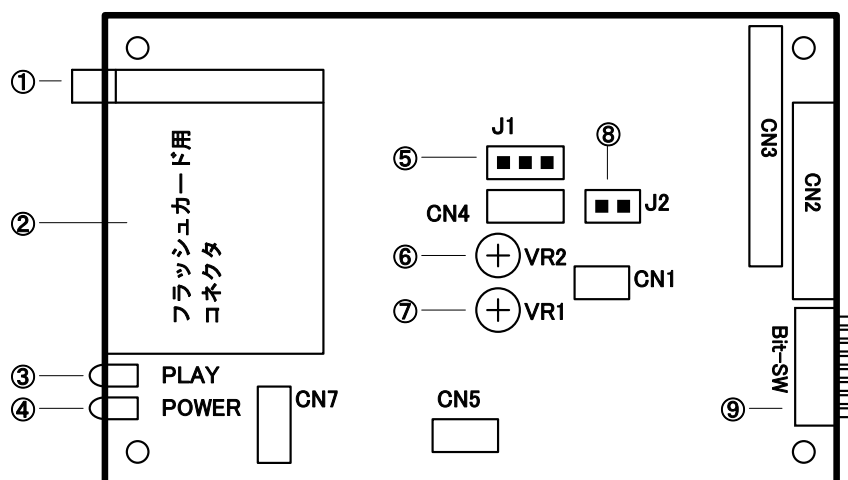 ①
②
③
④
⑤
⑥
⑦
⑧
⑨
フラッシュカード用
コネクタ
PLAY
POWER
CN7
CN5
J1
CN4
J2
VR2
VR1
CN1
CN3
CN2
Bit-SW